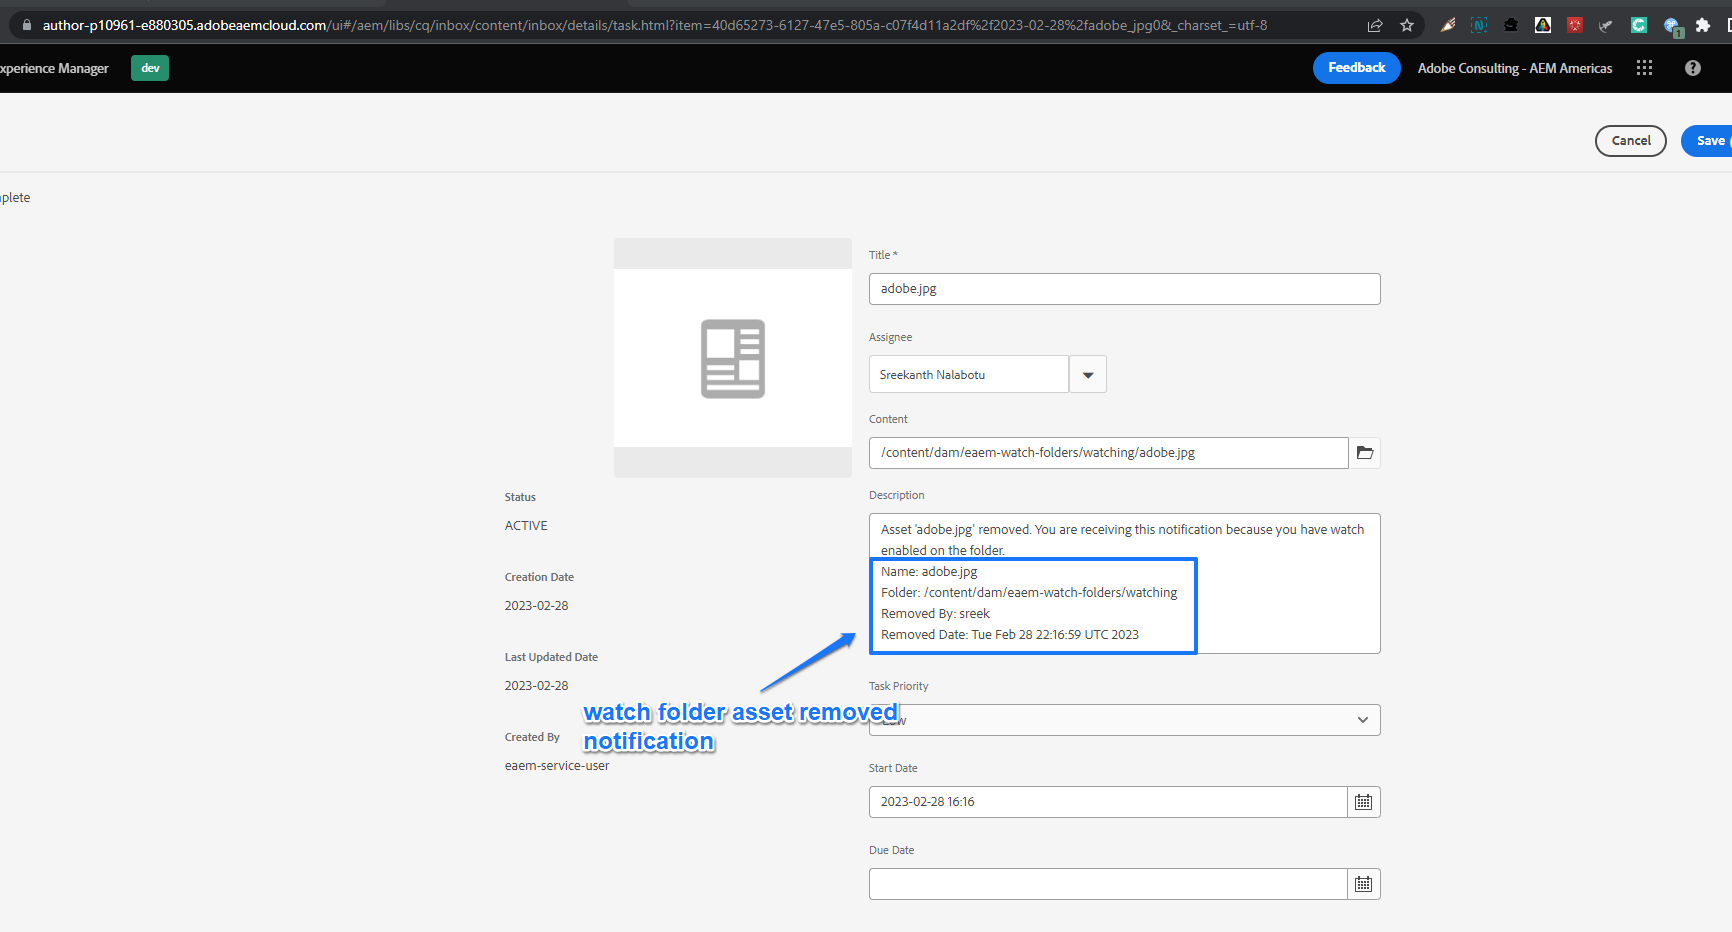 author-p10961-e880305.adobeaemcloud.com/ui#/aem/libs/cq/inbox/content/inbox/details/task.html?item=40d65273-6127-47e5-805a-c07f4d11a2df%2f2023-02-28%2fadobe_jpg0&_charset_=utf-8
xperience Manager
dev
Feedback
Adobe Consulting - AEM Americas
Cancel
Save
plete
Title *
adobe.jpg
Assignee
Sreekanth Nalabotu
Content
/content/dam/eaem-watch-folders/watching/adobe.jpg
Description
Asset 'adobe.jpg' removed. You are receiving this notification because you have watch
enabled on the folder.
Name: adobe.jpg
Folder: /content/dam/eaem-watch-folders/watching
Removed By: sreek
Removed Date: Tue Feb 28 22:16:59 UTC 2023
Status
ACTIVE
Creation Date
2023-02-28
Last Updated Date
2023-02-28
Created By
eaem-service-user
watch folder asset removed
notification
Task Priority
Low
Start Date
2023-02-28 16:16
Due Date